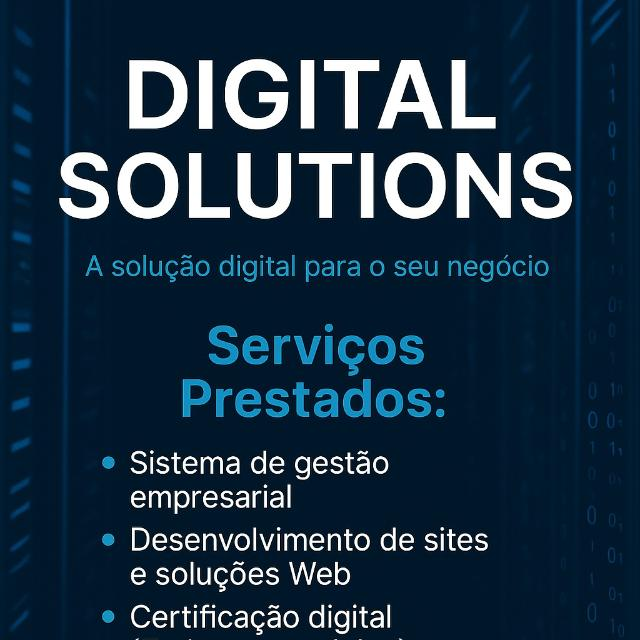 DIGITAL
SOLUTIONS
A solução digital para o seu negócio
Serviços
Prestados:
• Sistema de gestão
empresarial
• Desenvolvimento de sites
e soluções Web
• Certificação digital